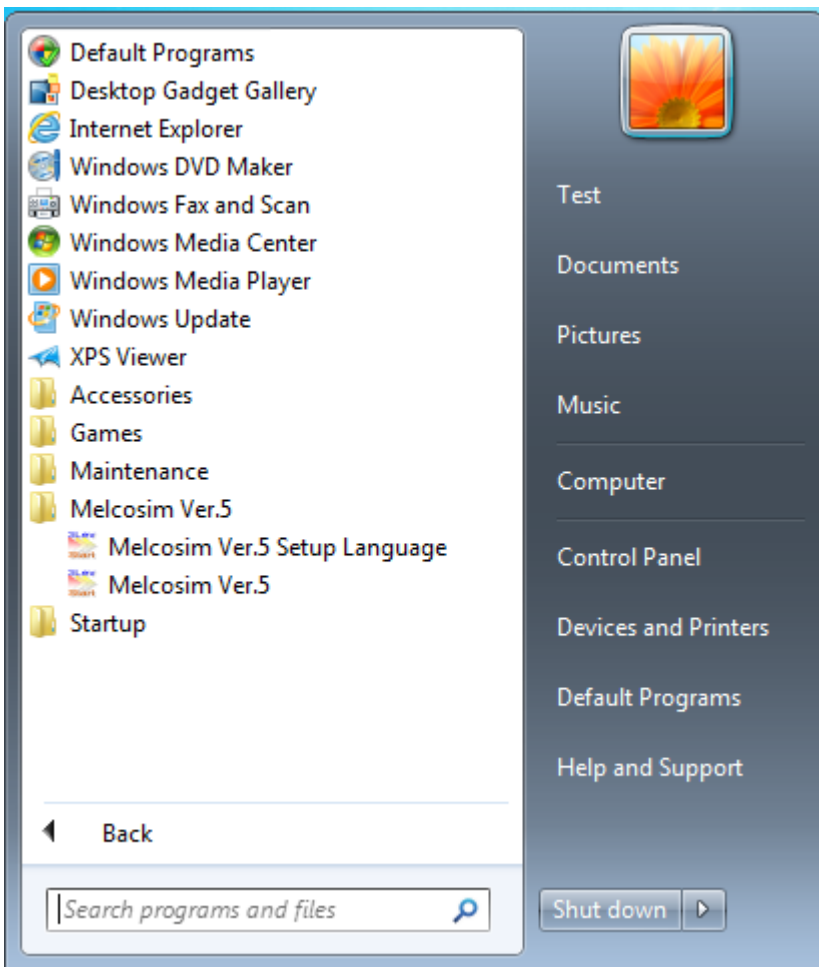 Default Programs
Desktop Gadget Gallery
Internet Explorer
Windows DVD Maker
Windows Fax and Scan
Windows Media Center
Windows Media Player
Windows Update
XPS Viewer
Accessories
Games
Maintenance
Melcosim Ver.5
Melcosim Ver.5 Setup Language
Melcosim Ver.5
Startup
Back
Search programs and files
Test
Documents
Pictures
Music
Computer
Control Panel
Devices and Printers
Default Programs
Help and Support
Shut down